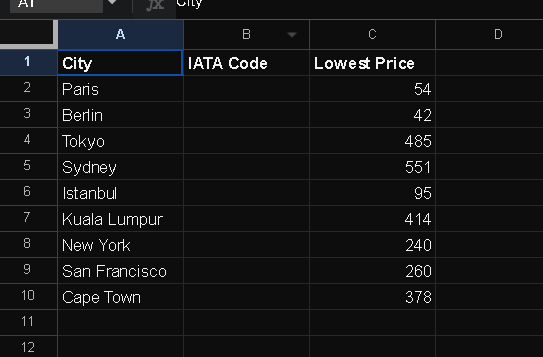 A1 fx City
A B C D
1 City IATA Code Lowest Price
2 Paris 54
3 Berlin 42
4 Tokyo 485
5 Sydney 551
6 Istanbul 95
7 Kuala Lumpur 414
8 New York 240
9 San Francisco 260
10 Cape Town 378
11
12